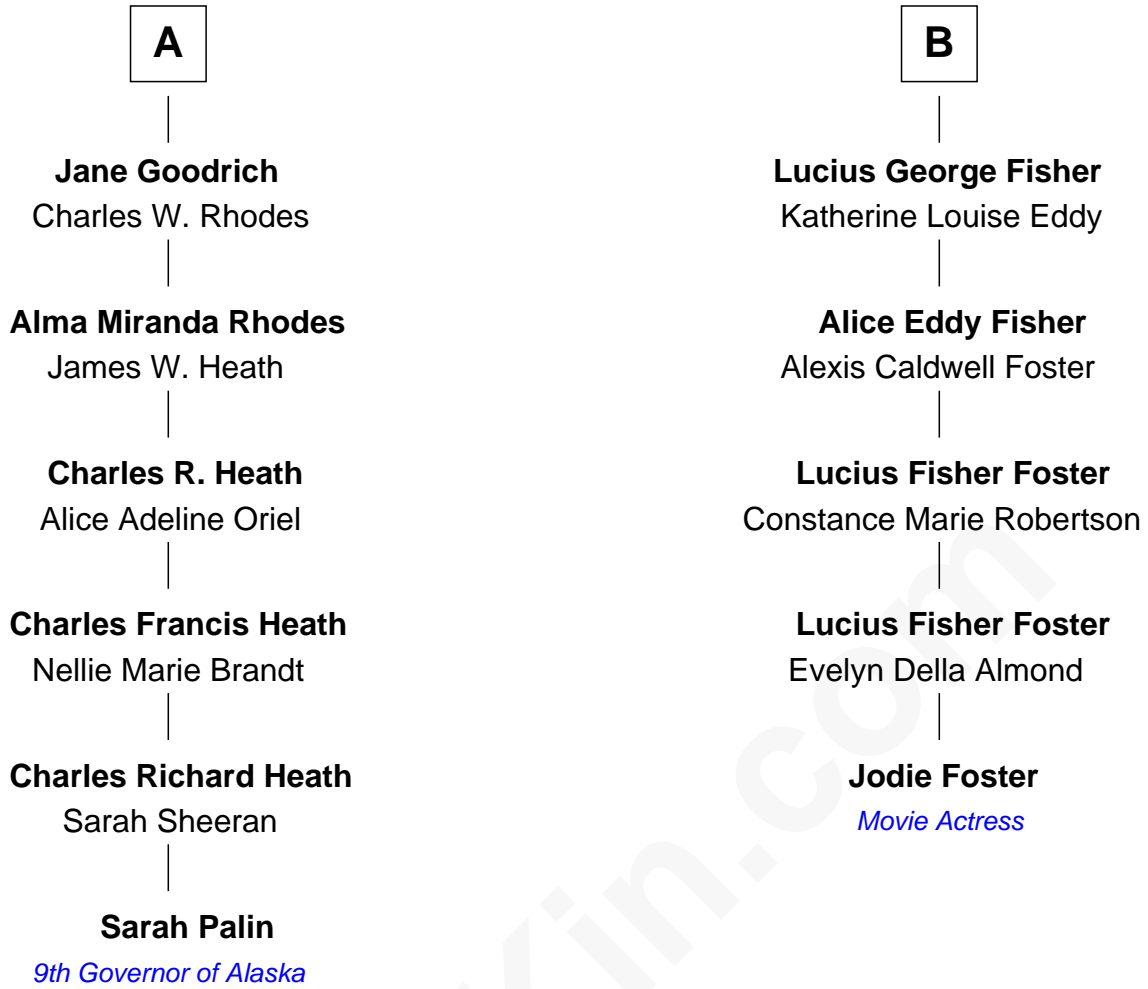 A
Jane Goodrich
Charles W. Rhodes
Alma Miranda Rhodes
James W. Heath
Charles R. Heath
Alice Adeline Oriel
Charles Francis Heath
Nellie Marie Brandt
Charles Richard Heath
Sarah Sheeran
Sarah Palin
9th Governor of Alaska
B
Lucius George Fisher
Katherine Louise Eddy
Alice Eddy Fisher
Alexis Caldwell Foster
Lucius Fisher Foster
Constance Marie Robertson
Lucius Fisher Foster
Evelyn Della Almond
Jodie Foster
Movie Actress